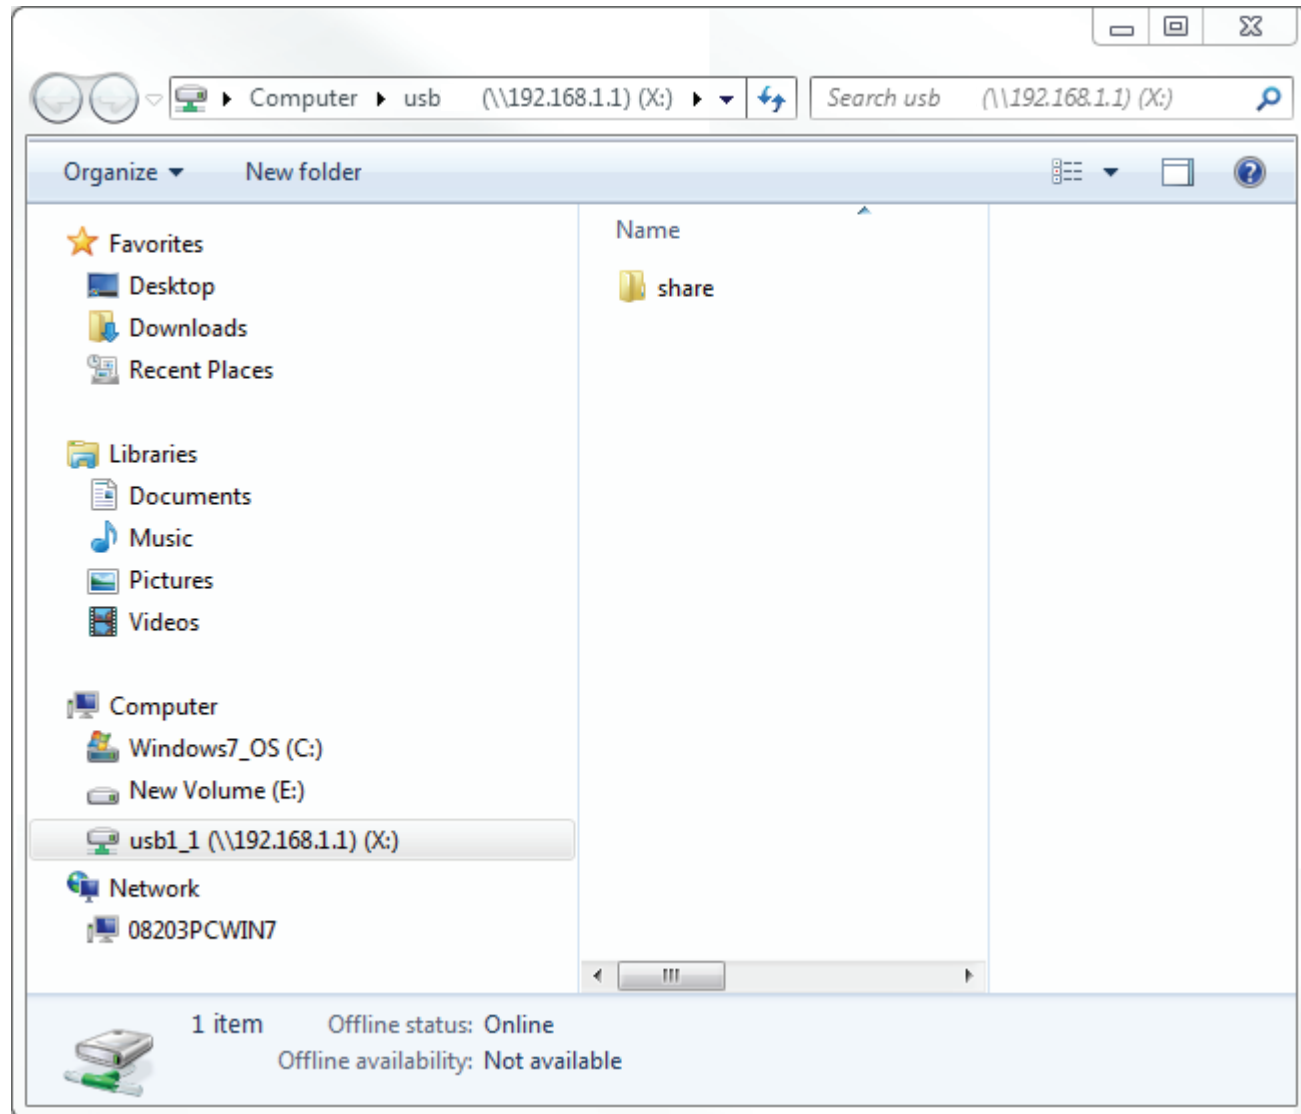 Computer usb (\\192.168.1.1) (X:)
Search usb (\\192.168.1.1) (X:)
Organize New folder
Favorites
Desktop
Downloads
Recent Places
Libraries
Documents
Music
Pictures
Videos
Computer
Windows7_OS (C:)
New Volume (E:)
usb1_1 (\\192.168.1.1) (X:)
Network
08203PCWIN7
Name
share
1 item Offline status: Online
Offline availability: Not available